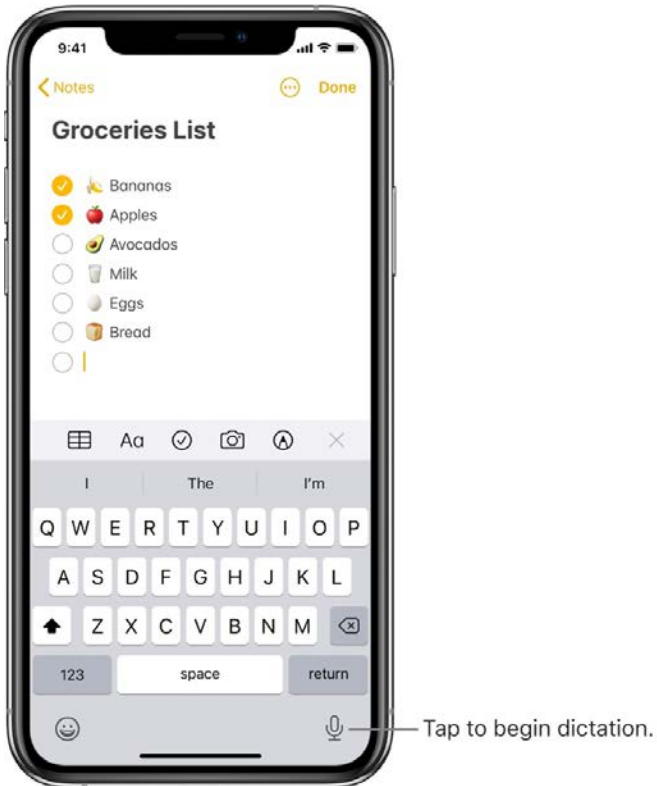 9:41
Notes Done
Groceries List
Bananas
Apples
Avocados
Milk
Eggs
Bread
Aa
I The I'm
Q W E R T Y U I O P
A S D F G H J K L
Z X C V B N M
123 space return
Tap to begin dictation.